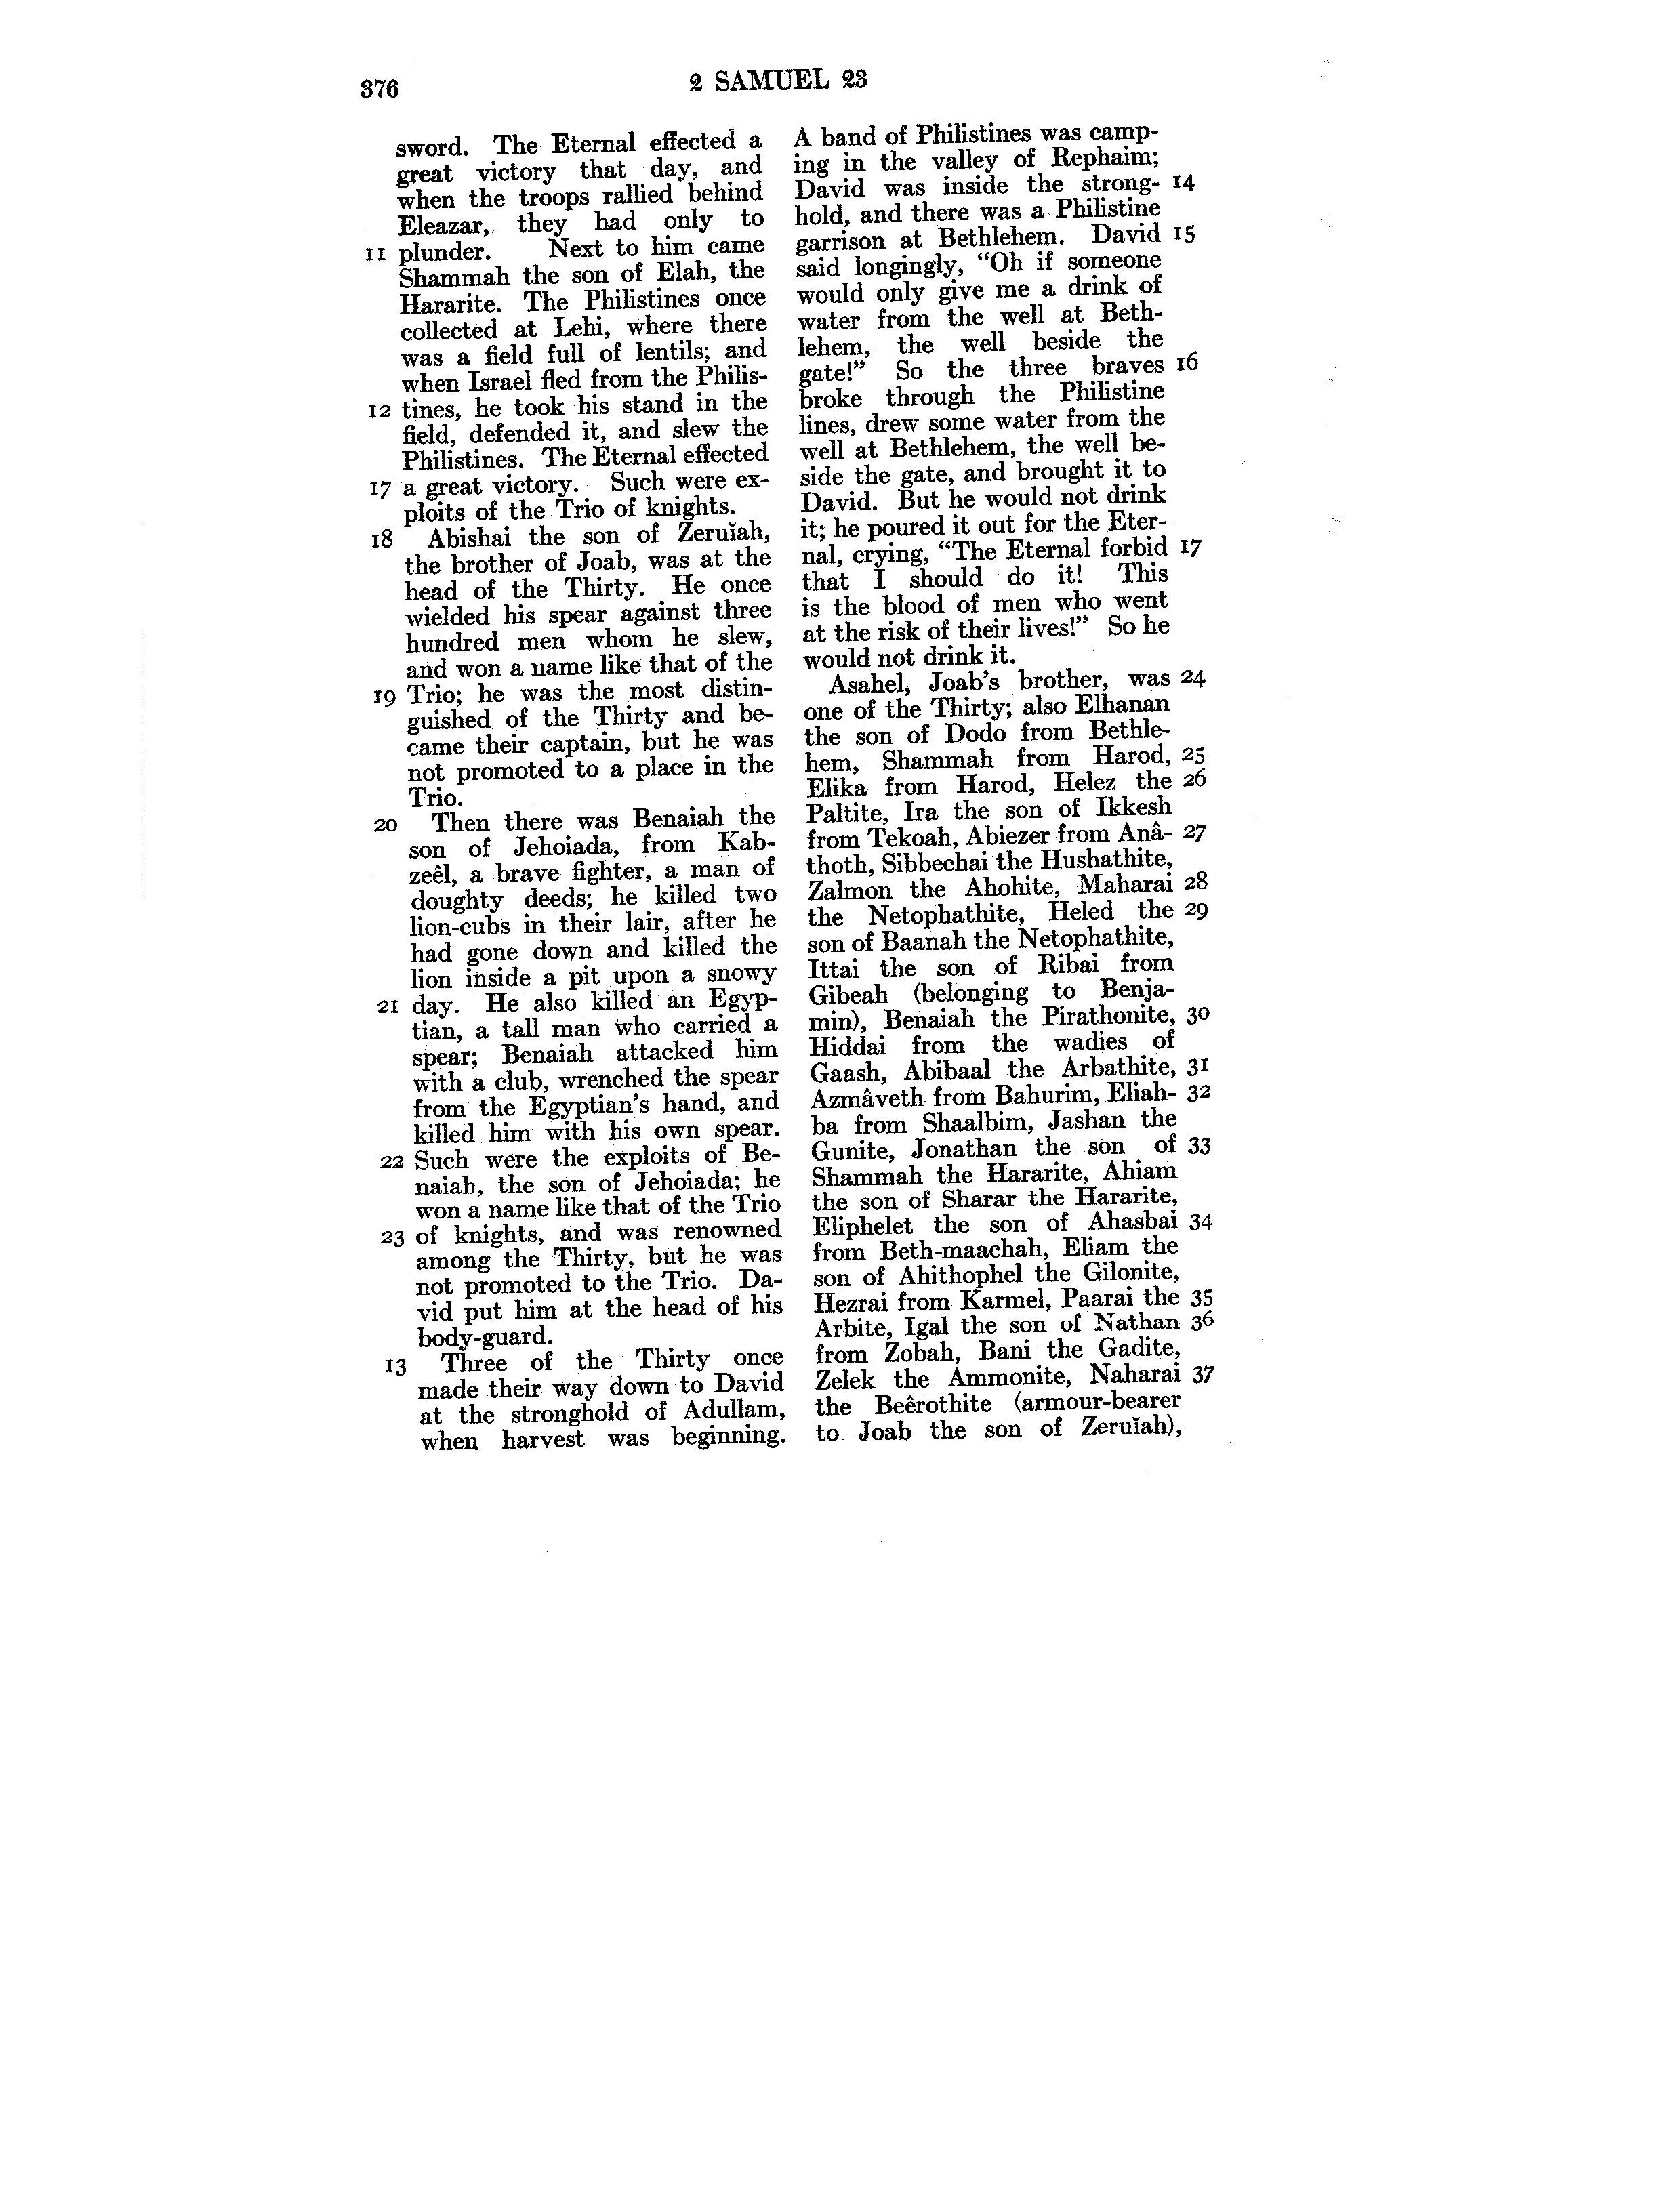 376
2 SAMUEL 23
sword. The Eternal effected a
great victory that day, and
when the troops rallied behind
Eleazar, they had only to
11 plunder. Next to him came
Shammah the son of Elah, the
Hararite. The Philistines once
collected at Lehi, where there
was a field full of lentils; and
when Israel fled from the Philis-
12 tines, he took his stand in the
field, defended it, and slew the
Philistines. The Eternal effected
17 a great victory. Such were ex-
ploits of the Trio of knights.
18 Abishai the son of Zeruĭah,
the brother of Joab, was at the
head of the Thirty. He once
wielded his spear against three
hundred men whom he slew,
and won a name like that of the
19 Trio; he was the most distin-
guished of the Thirty and be-
came their captain, but he was
not promoted to a place in the
Trio.
20 Then there was Benaiah the
son of Jehoiada, from Kab-
zeêl, a brave fighter, a man of
doughty deeds; he killed two
lion-cubs in their lair, after he
had gone down and killed the
lion inside a pit upon a snowy
21 day. He also killed an Egyp-
tian, a tall man who carried a
spear; Benaiah attacked him
with a club, wrenched the spear
from the Egyptian's hand, and
killed him with his own spear.
22 Such were the exploits of Be-
naiah, the son of Jehoiada; he
won a name like that of the Trio
23 of knights, and was renowned
among the Thirty, but he was
not promoted to the Trio. Da-
vid put him at the head of his
body-guard.
13 Three of the Thirty once
made their way down to David
at the stronghold of Adullam,
when harvest was beginning.
A band of Philistines was camp-
ing in the valley of Rephaim;
David was inside the strong- 14
hold, and there was a Philistine
garrison at Bethlehem. David 15
said longingly, “Oh if someone
would only give me a drink of
water from the well at Beth-
lehem, the well beside the
gate!” So the three braves 16
broke through the Philistine
lines, drew some water from the
well at Bethlehem, the well be-
side the gate, and brought it to
David. But he would not drink
it; he poured it out for the Eter-
nal, crying, “The Eternal forbid 17
that I should do it! This
is the blood of men who went
at the risk of their lives!” So he
would not drink it.
Asahel, Joab's brother, was 24
one of the Thirty; also Elhanan
the son of Dodo from Bethle-
hem, Shammah from Harod, 25
Elika from Harod, Helez the 26
Paltite, Ira the son of Ikkesh
from Tekoah, Abiezer from Anâ- 27
thoth, Sibbechai the Hushathite,
Zalmon the Ahohite, Maharai 28
the Netophathite, Heled the 29
son of Baanah the Netophathite,
Ittai the son of Ribai from
Gibeah (belonging to Benja-
min), Benaiah the Pirathonite, 30
Hiddai from the wadies of
Gaash, Abibaal the Arbathite, 31
Azmâveth from Bahurim, Eliah- 32
ba from Shaalbim, Jashan the
Gunite, Jonathan the son of 33
Shammah the Hararite, Ahiam
the son of Sharar the Hararite,
Eliphelet the son of Ahasbai 34
from Beth-maachah, Eliam the
son of Ahithophel the Gilonite,
Hezrai from Karmel, Paarai the 35
Arbite, Igal the son of Nathan 36
from Zobah, Bani the Gadite,
Zelek the Ammonite, Naharai 37
the Beêrothite (armour-bearer
to Joab the son of Zeruĭah),